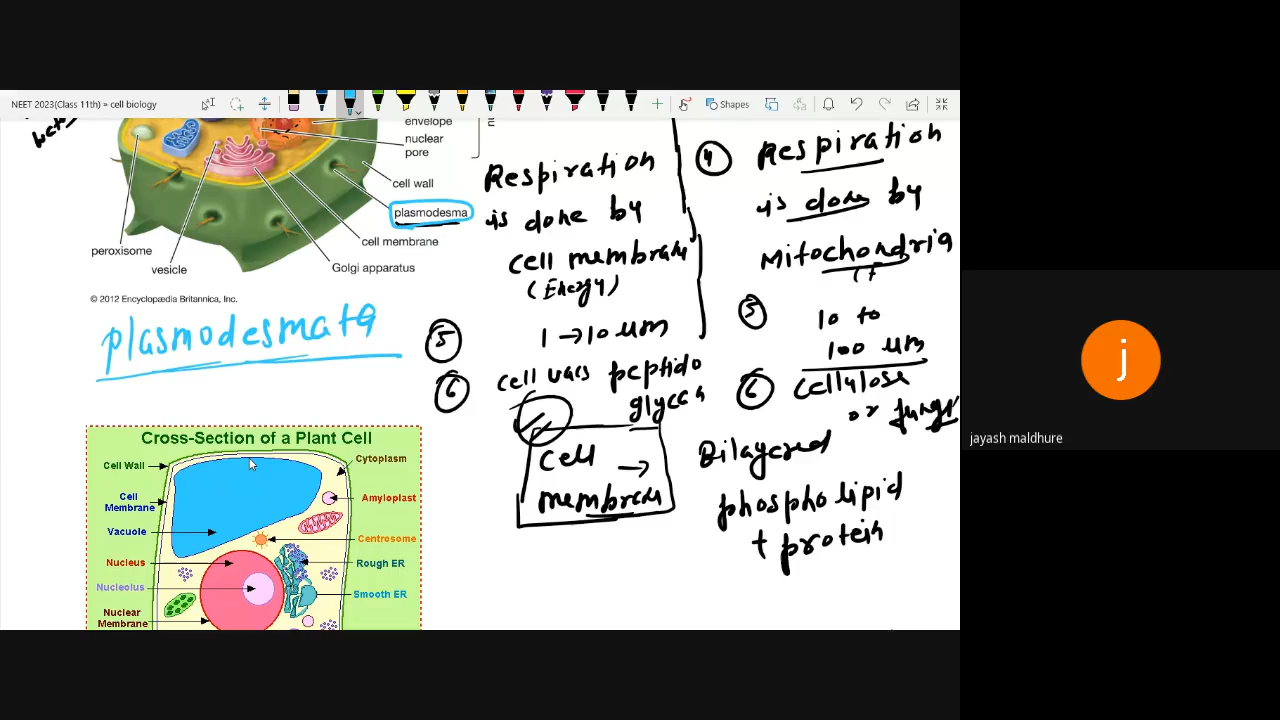 NEET 2023(Class 11th) » cell biology
Shapes
envelope
nuclear
pore
cell wall
plasmodesma
cell membrane
Golgi apparatus
peroxisome
vesicle
© 2012 Encyclopædia Britannica, Inc.
plasmodesmata
Respiration
is done by
cell membrane
(Energy)
5 1 → 10 um
6 cell walls peptido
glycan
cell →
membrane
4 Respiration
is done by
Mitochondria
5 10 to
100 um
6 cellulose
or fungi
Bilayered
phospholipid
+ protein
Cross-Section of a Plant Cell
Cell Wall
Cytoplasm
Cell
Membrane
Amyloplast
Vacuole
Centrosome
Nucleus
Rough ER
Nucleolus
Smooth ER
Nuclear
Membrane
j
jayash maldhure